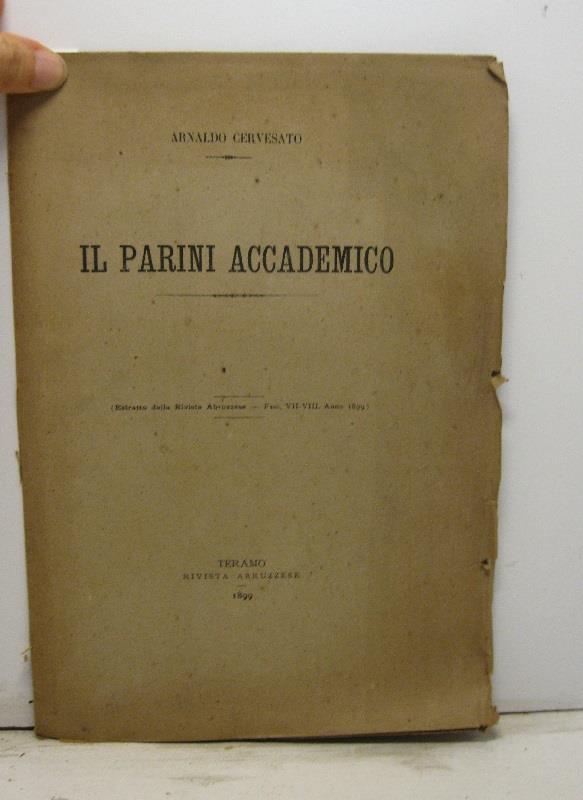 ARNALDO CERVESATO
IL PARINI ACCADEMICO
(Estratto dalla Rivista Abruzzese — Fasc. VII-VIII. Anno 1899)
TERAMO
RIVISTA ABRUZZESE
1899